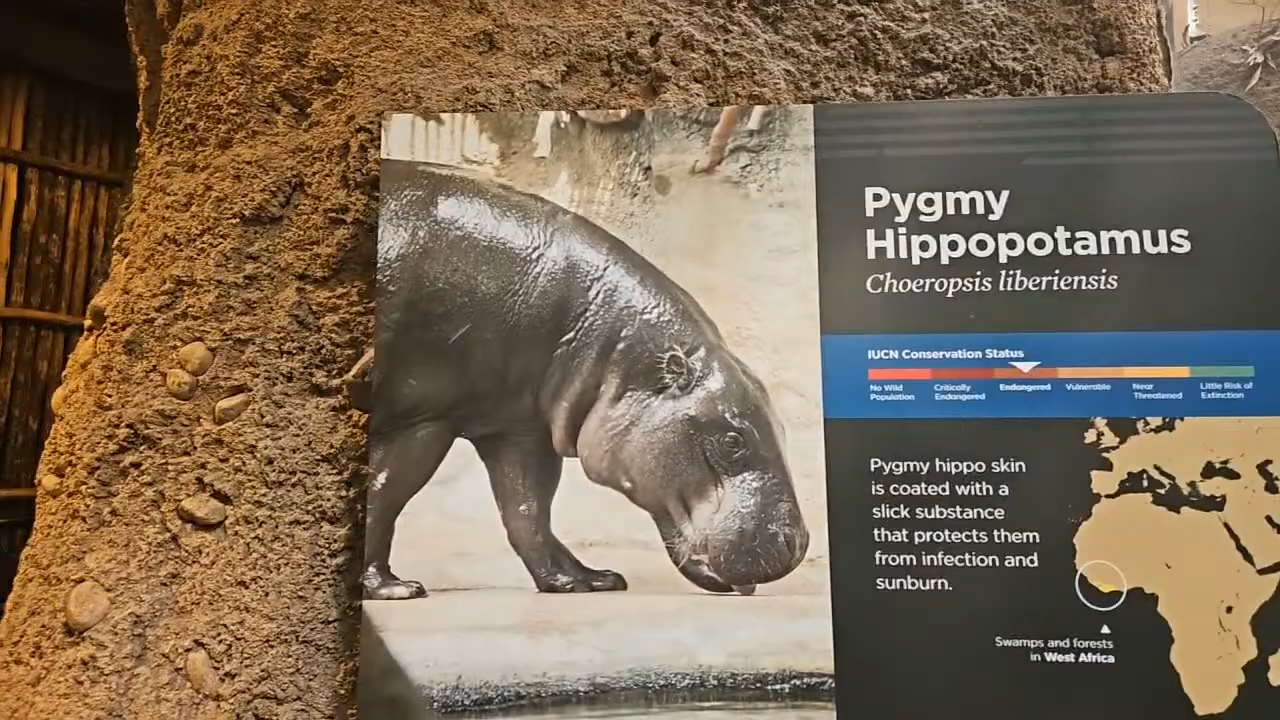 Pygmy
Hippopotamus
Choeropsis liberiensis
IUCN Conservation Status
No Wild
Population
Critically
Endangered
Endangered
Vulnerable
Near
Threatened
Little Risk of
Extinction
Pygmy hippo skin
is coated with a
slick substance
that protects them
from infection and
sunburn.
Swamps and forests
in West Africa